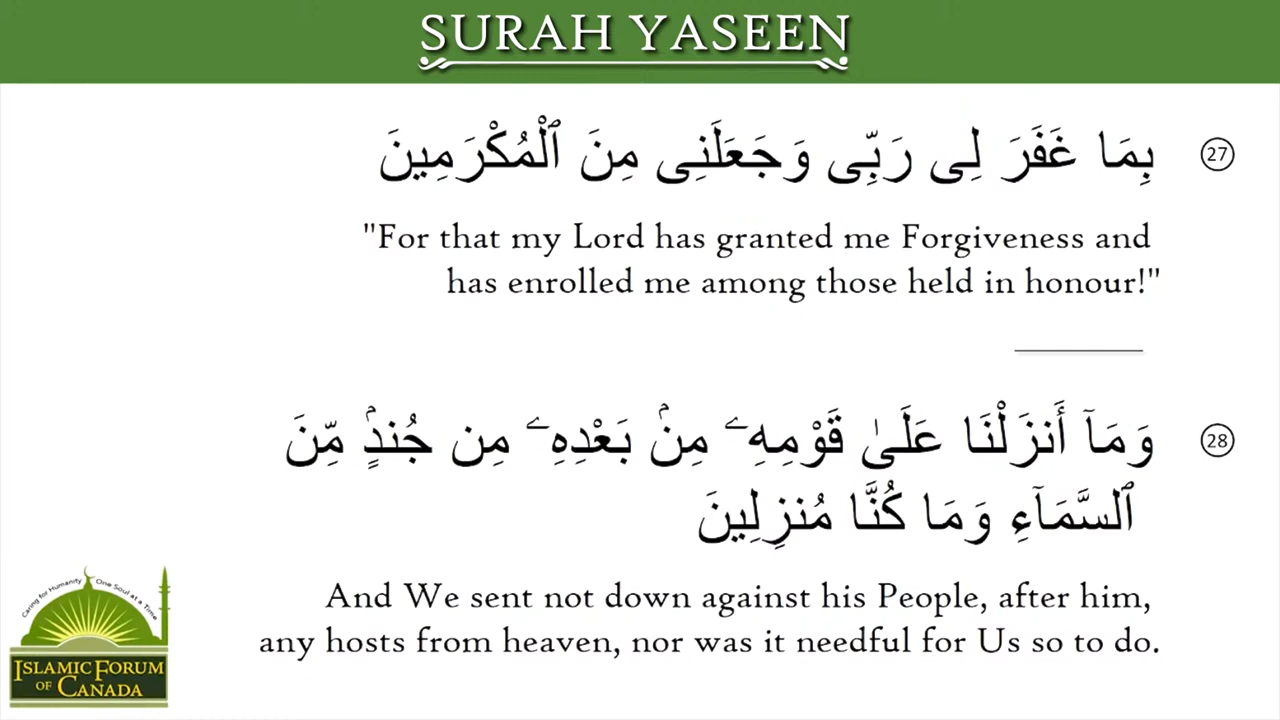 SURAH YASEEN
بِمَا غَفَرَ لِى رَبِّى وَجَعَلَنِى مِنَ ٱلْمُكْرَمِينَ ㉗
"For that my Lord has granted me Forgiveness and
has enrolled me among those held in honour!"
وَمَآ أَنزَلْنَا عَلَىٰ قَوْمِهِۦ مِنۢ بَعْدِهِۦ مِن جُندٍۢ مِّنَ ㉘
ٱلسَّمَآءِ وَمَا كُنَّا مُنزِلِينَ
And We sent not down against his People, after him,
any hosts from heaven, nor was it needful for Us so to do.
Caring for Humanity One Soul at a Time
ISLAMIC FORUM
OF CANADA